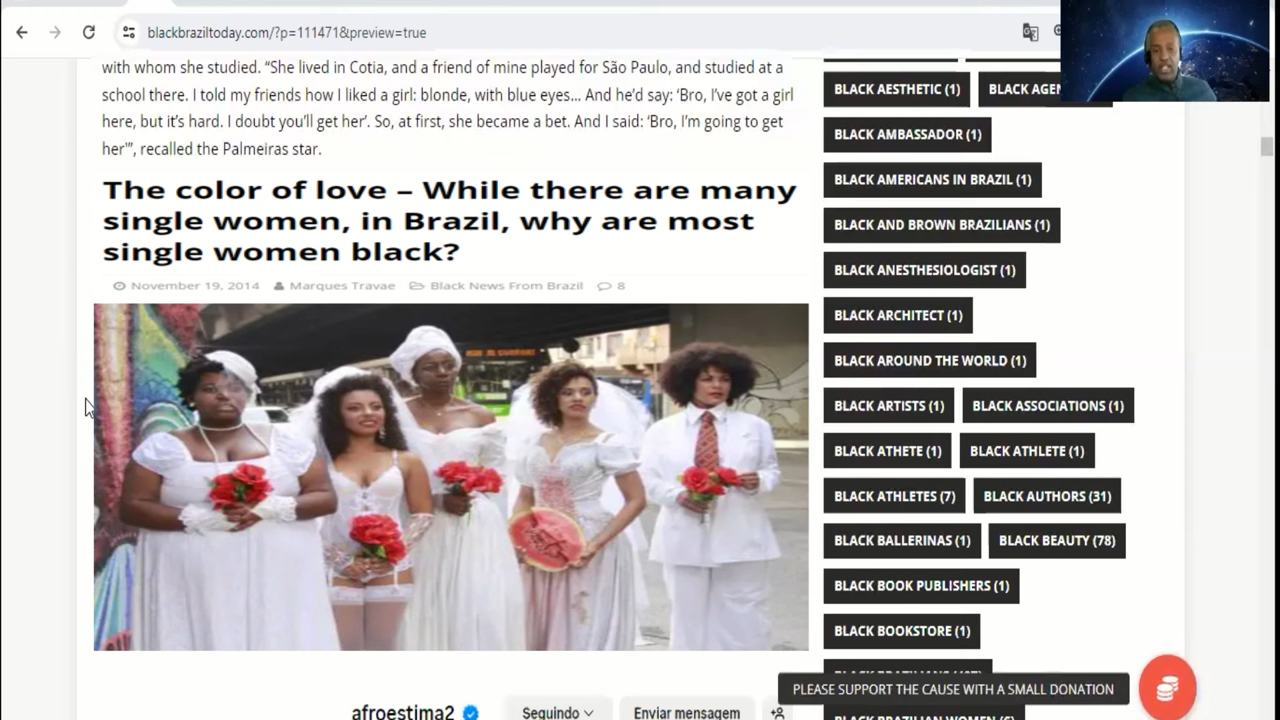 blackbraziltoday.com/?p=111471&preview=true
with whom she studied. “She lived in Cotia, and a friend of mine played for São Paulo, and studied at a
school there. I told my friends how I liked a girl: blonde, with blue eyes... And he’d say: ‘Bro, I’ve got a girl
here, but it’s hard. I doubt you’ll get her’. So, at first, she became a bet. And I said: ‘Bro, I’m going to get
her’”, recalled the Palmeiras star.
The color of love – While there are many
single women, in Brazil, why are most
single women black?
November 19, 2014 Marques Travae Black News From Brazil 8
afroestima2 Seguindo Enviar mensagem
BLACK AESTHETIC (1)
BLACK AMBASSADOR (1)
BLACK AMERICANS IN BRAZIL (1)
BLACK AND BROWN BRAZILIANS (1)
BLACK ANESTHESIOLOGIST (1)
BLACK ARCHITECT (1)
BLACK AROUND THE WORLD (1)
BLACK ARTISTS (1) BLACK ASSOCIATIONS (1)
BLACK ATHETE (1) BLACK ATHLETE (1)
BLACK ATHLETES (7) BLACK AUTHORS (31)
BLACK BALLERINAS (1) BLACK BEAUTY (78)
BLACK BOOK PUBLISHERS (1)
BLACK BOOKSTORE (1)
PLEASE SUPPORT THE CAUSE WITH A SMALL DONATION